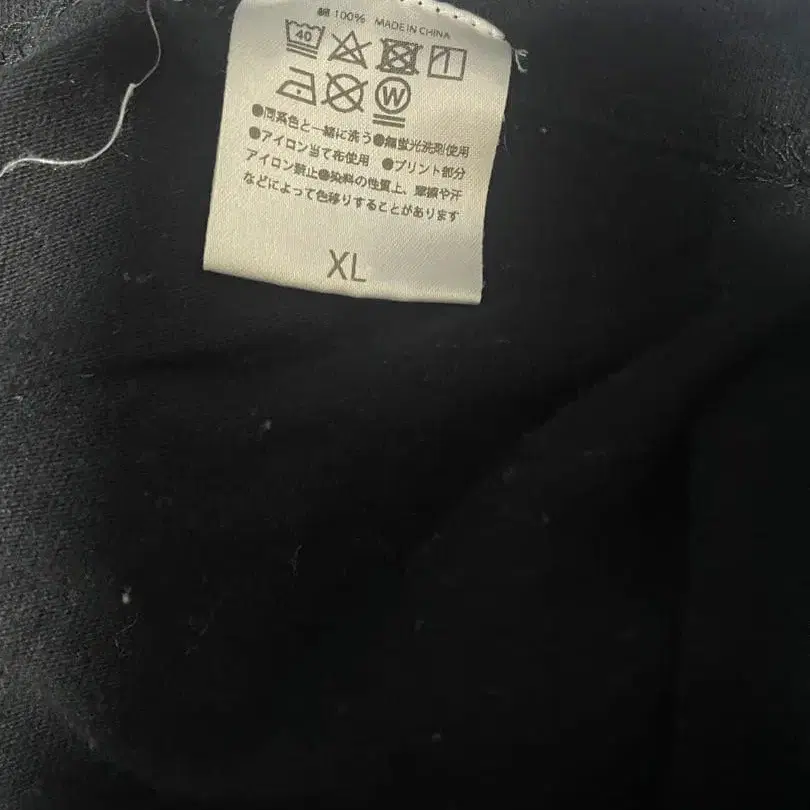 綿 100% MADE IN CHINA
40
W
●同系色と一緒に洗う●無蛍光洗剤使用
●アイロン当て布使用 ●プリント部分
アイロン禁止●染料の性質上、摩擦や汗
などによって色移りすることがあります
XL